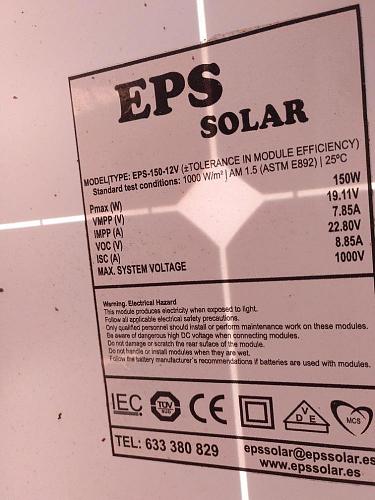 EPS
SOLAR
MODEL|TYPE: EPS-150-12V (±TOLERANCE IN MODULE EFFICIENCY)
Standard test conditions: 1000 W/m² | AM 1.5 (ASTM E892) | 25ºC
Pmax (W) 150W
VMPP (V) 19.11V
IMPP (A) 7.85A
VOC (V) 22.80V
ISC (A) 8.85A
MAX. SYSTEM VOLTAGE 1000V
Warning. Electrical Hazard
This module produces electricity when exposed to light.
Follow all applicable electrical safety precautions.
Only qualified personnel should install or perform maintenance work on these modules.
Be aware of dangerous high DC voltage when connecting modules.
Do not damage or scratch the rear surface of the module.
Do not handle or install modules when they are wet.
Follow the battery manufacturer's recommendations if batteries are used with modules.
IEC TÜV CE VDE MCS
TEL: 633 380 829 epssolar@epssolar.es
www.epssolar.es